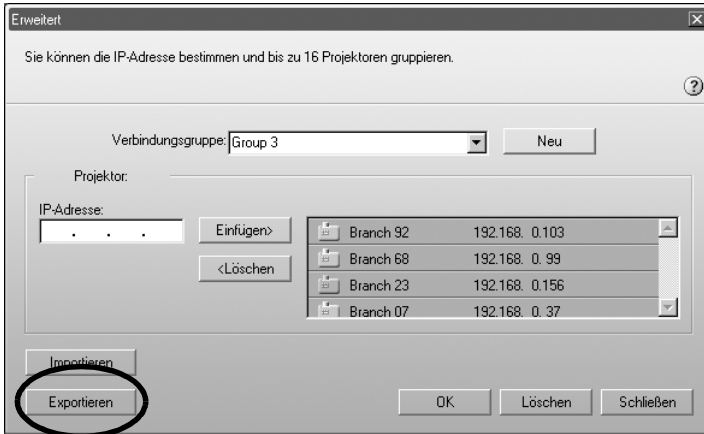 Erweitert
Sie können die IP-Adresse bestimmen und bis zu 16 Projektoren gruppieren.
?
Verbindungsgruppe: Group 3
Neu
Projektor:
IP-Adresse:
. . .
Einfügen>
<Löschen
Branch 92 192.168. 0.103
Branch 68 192.168. 0. 99
Branch 23 192.168. 0.156
Branch 07 192.168. 0. 37
Importieren
Exportieren
OK
Löschen
Schließen